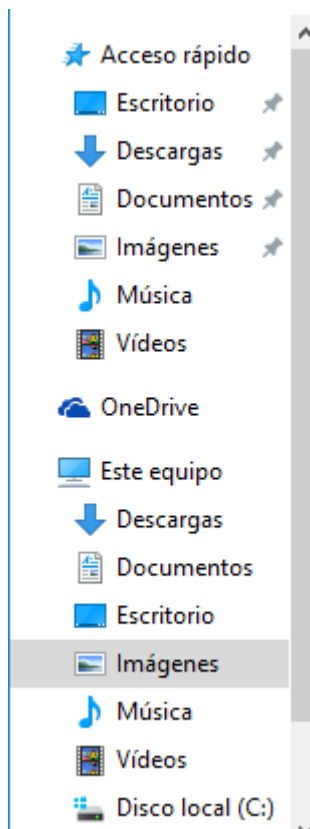 Acceso rápido
Escritorio
Descargas
Documentos
Imágenes
Música
Vídeos
OneDrive
Este equipo
Descargas
Documentos
Escritorio
Imágenes
Música
Vídeos
Disco local (C:)